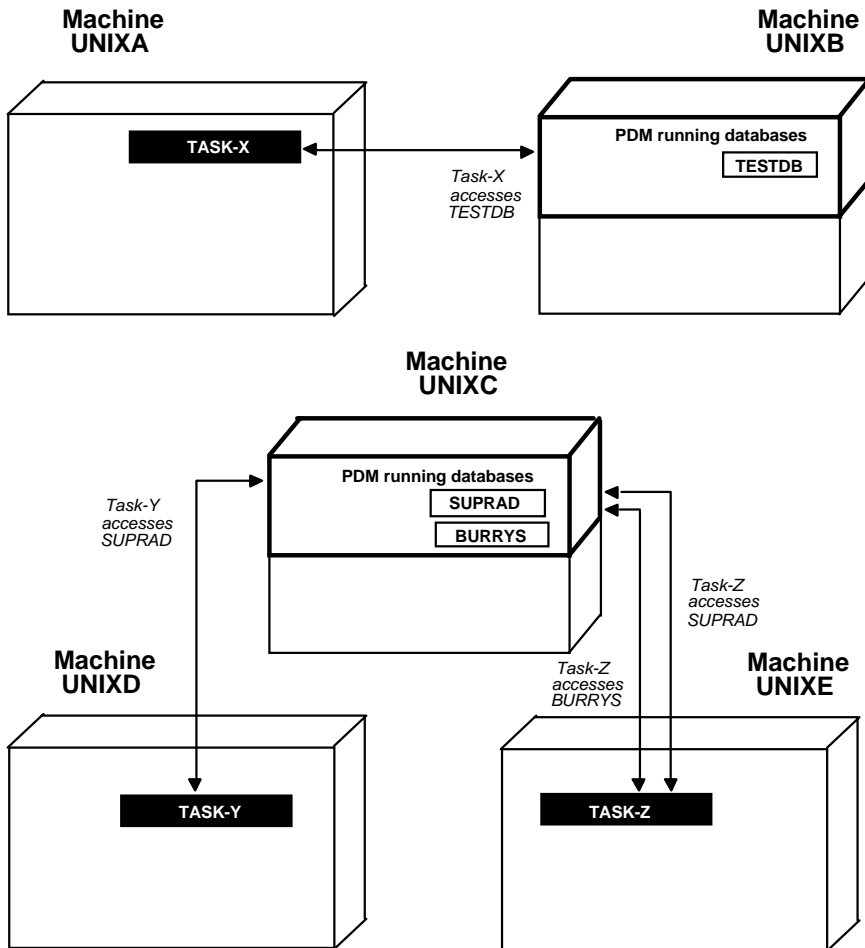 Machine
UNIXA
Machine
UNIXB
TASK-X
PDM running databases
TESTDB
Task-X
accesses
TESTDB
Machine
UNIXC
PDM running databases
SUPRAD
BURRYS
Task-Y
accesses
SUPRAD
Task-Z
accesses
SUPRAD
Task-Z
accesses
BURRYS
Machine
UNIXD
Machine
UNIXE
TASK-Y
TASK-Z